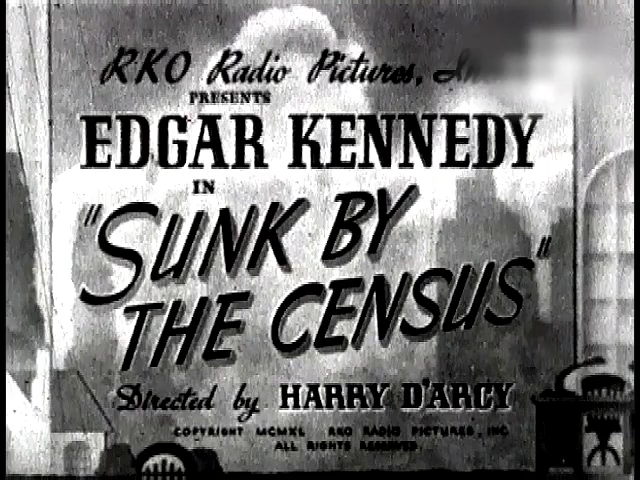 RKO Radio Pictures, Inc
PRESENTS
EDGAR KENNEDY
IN
"SUNK BY
THE CENSUS"
Directed by HARRY D'ARCY
COPYRIGHT MCMXL RKO RADIO PICTURES, INC.
ALL RIGHTS RESERVED